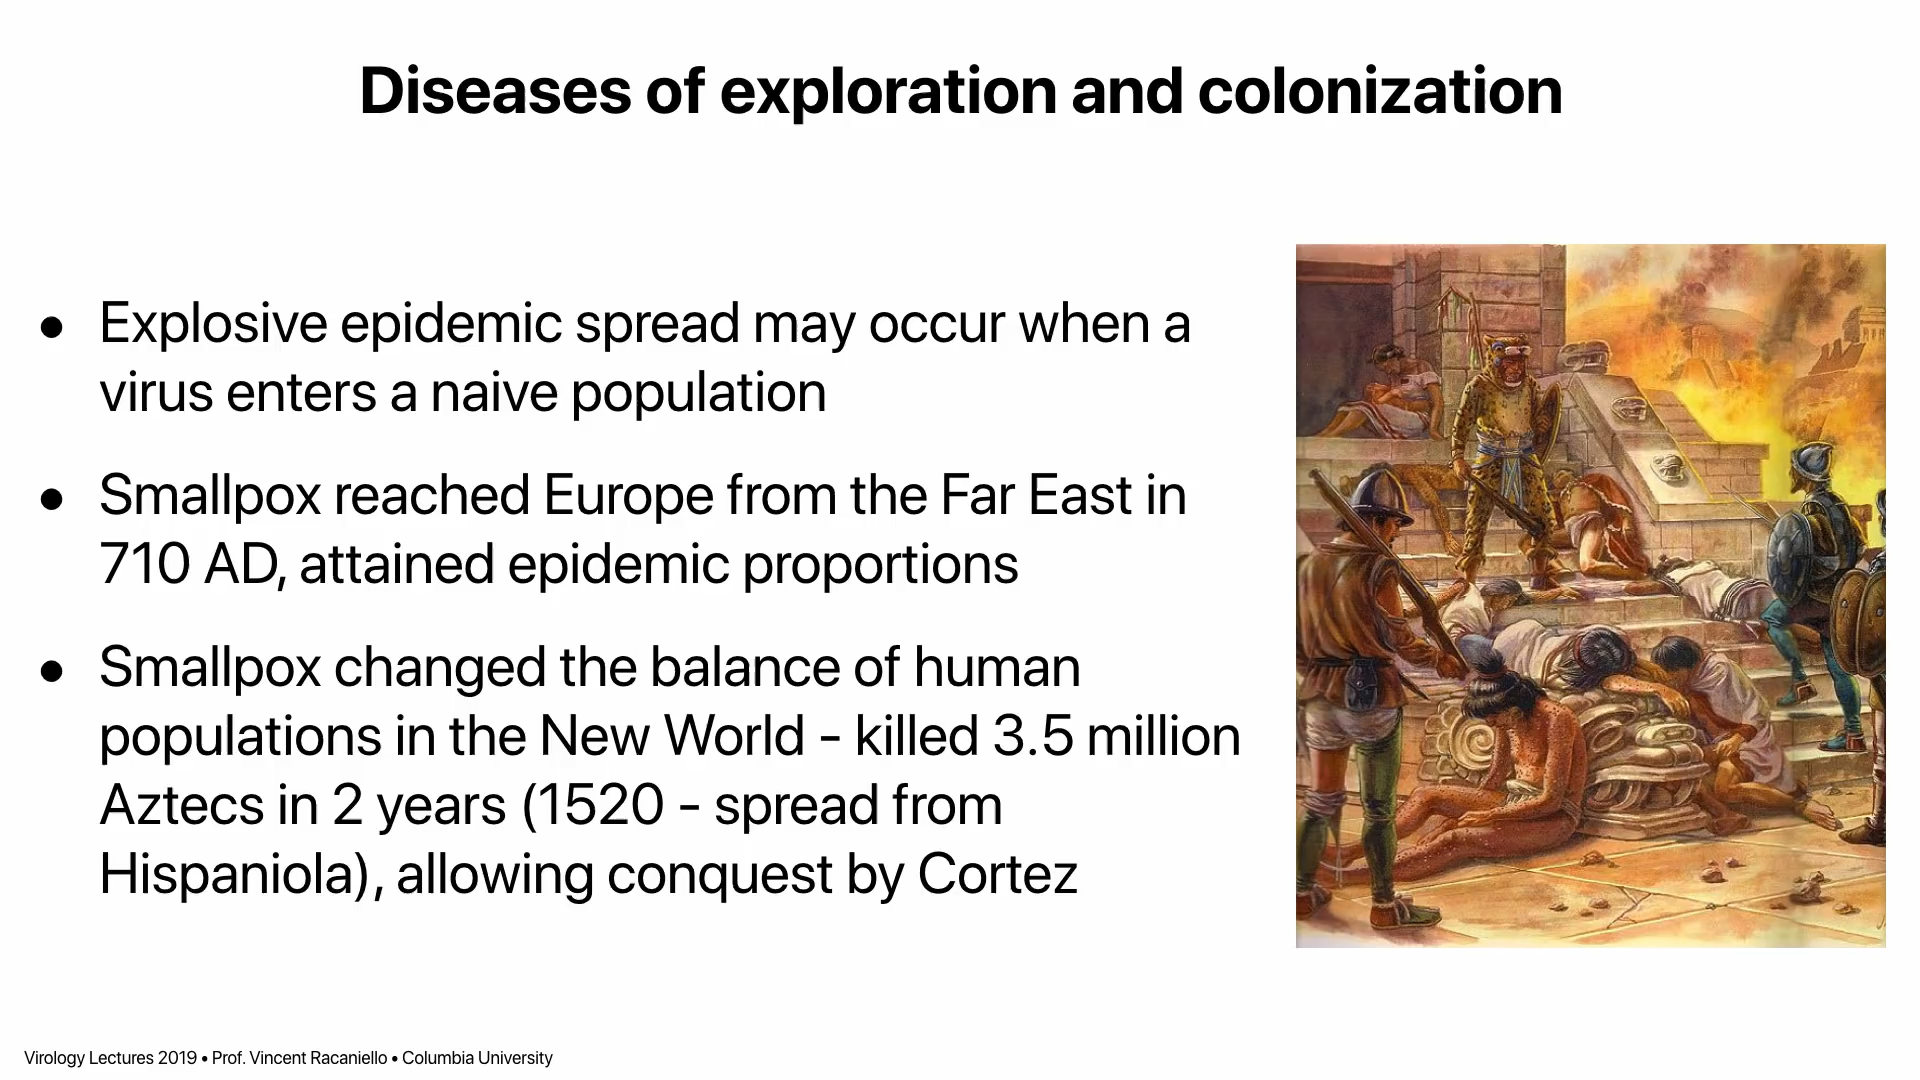 Diseases of exploration and colonization
● Explosive epidemic spread may occur when a
virus enters a naive population
● Smallpox reached Europe from the Far East in
710 AD, attained epidemic proportions
● Smallpox changed the balance of human
populations in the New World - killed 3.5 million
Aztecs in 2 years (1520 - spread from
Hispaniola), allowing conquest by Cortez
Virology Lectures 2019 • Prof. Vincent Racaniello • Columbia University